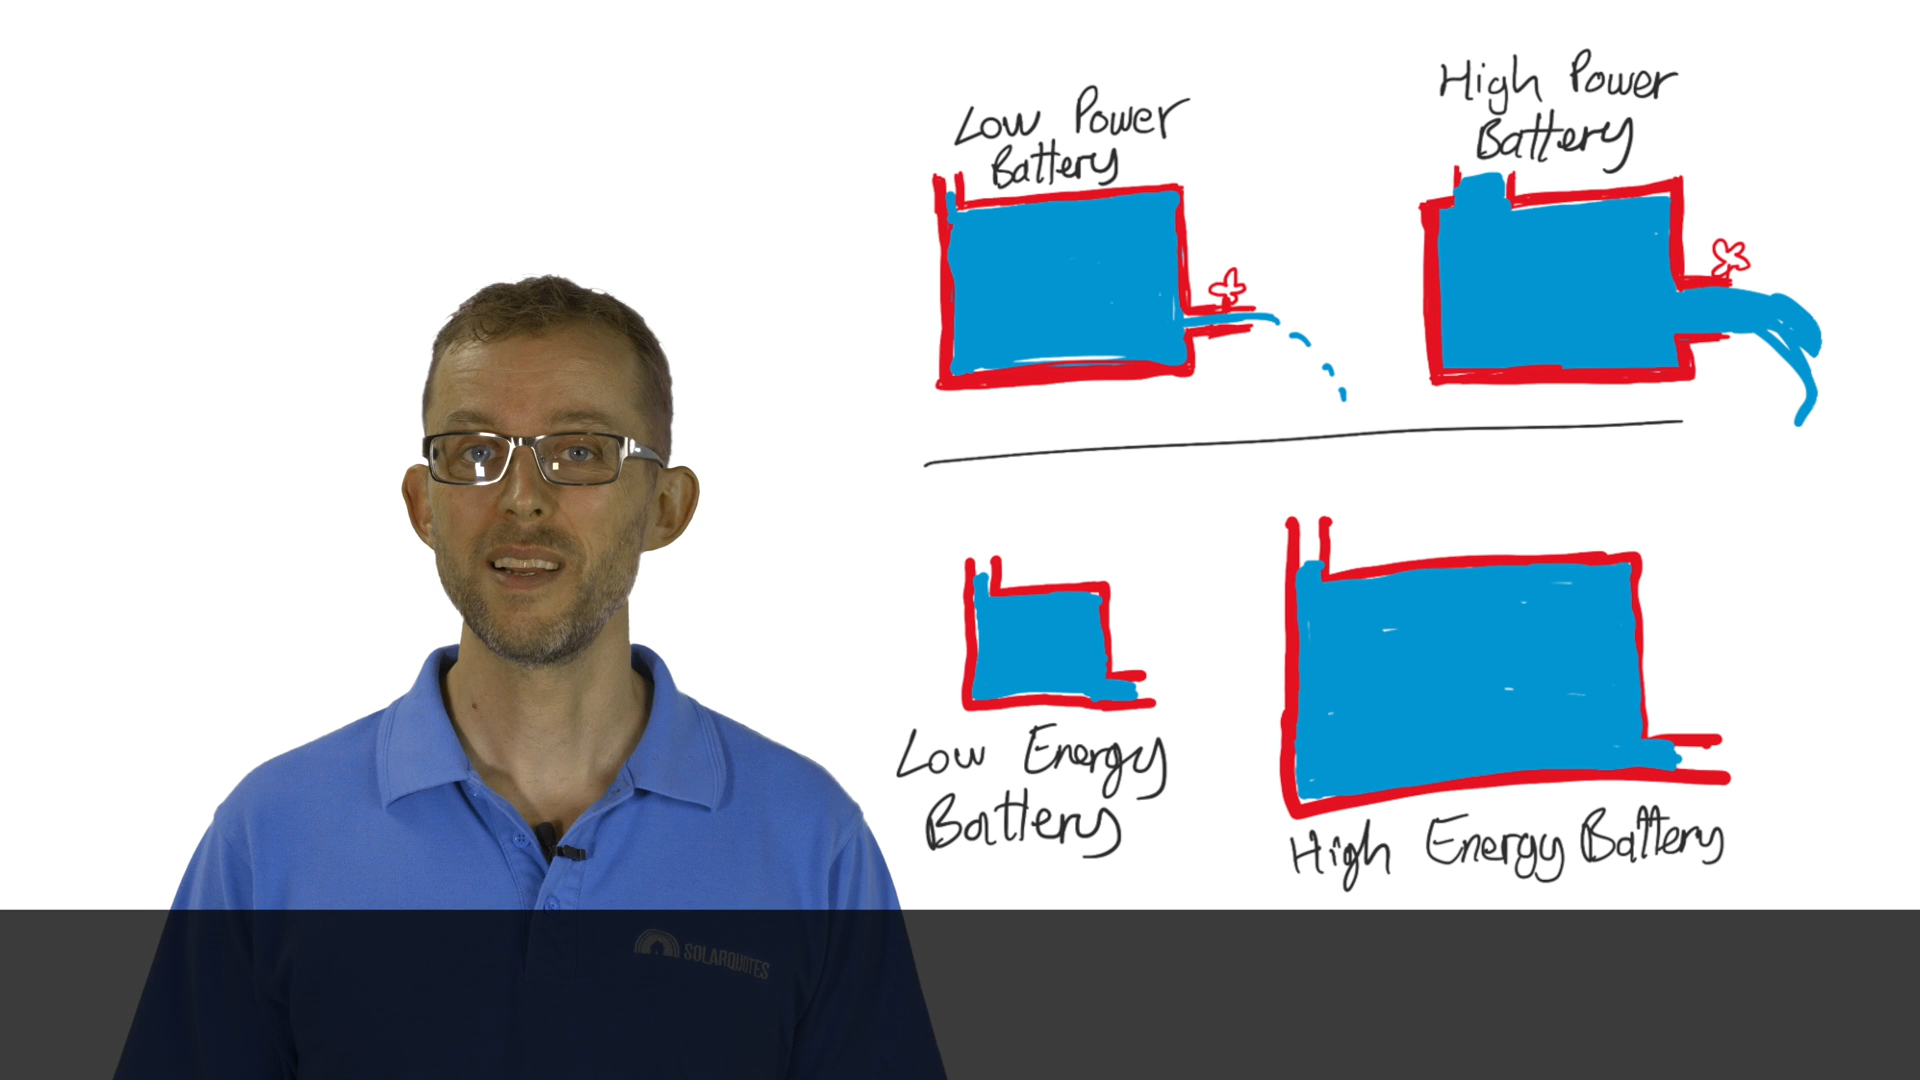 Low Power
Battery
High Power
Battery
Low Energy
Battery
High Energy Battery
SOLARQUOTES